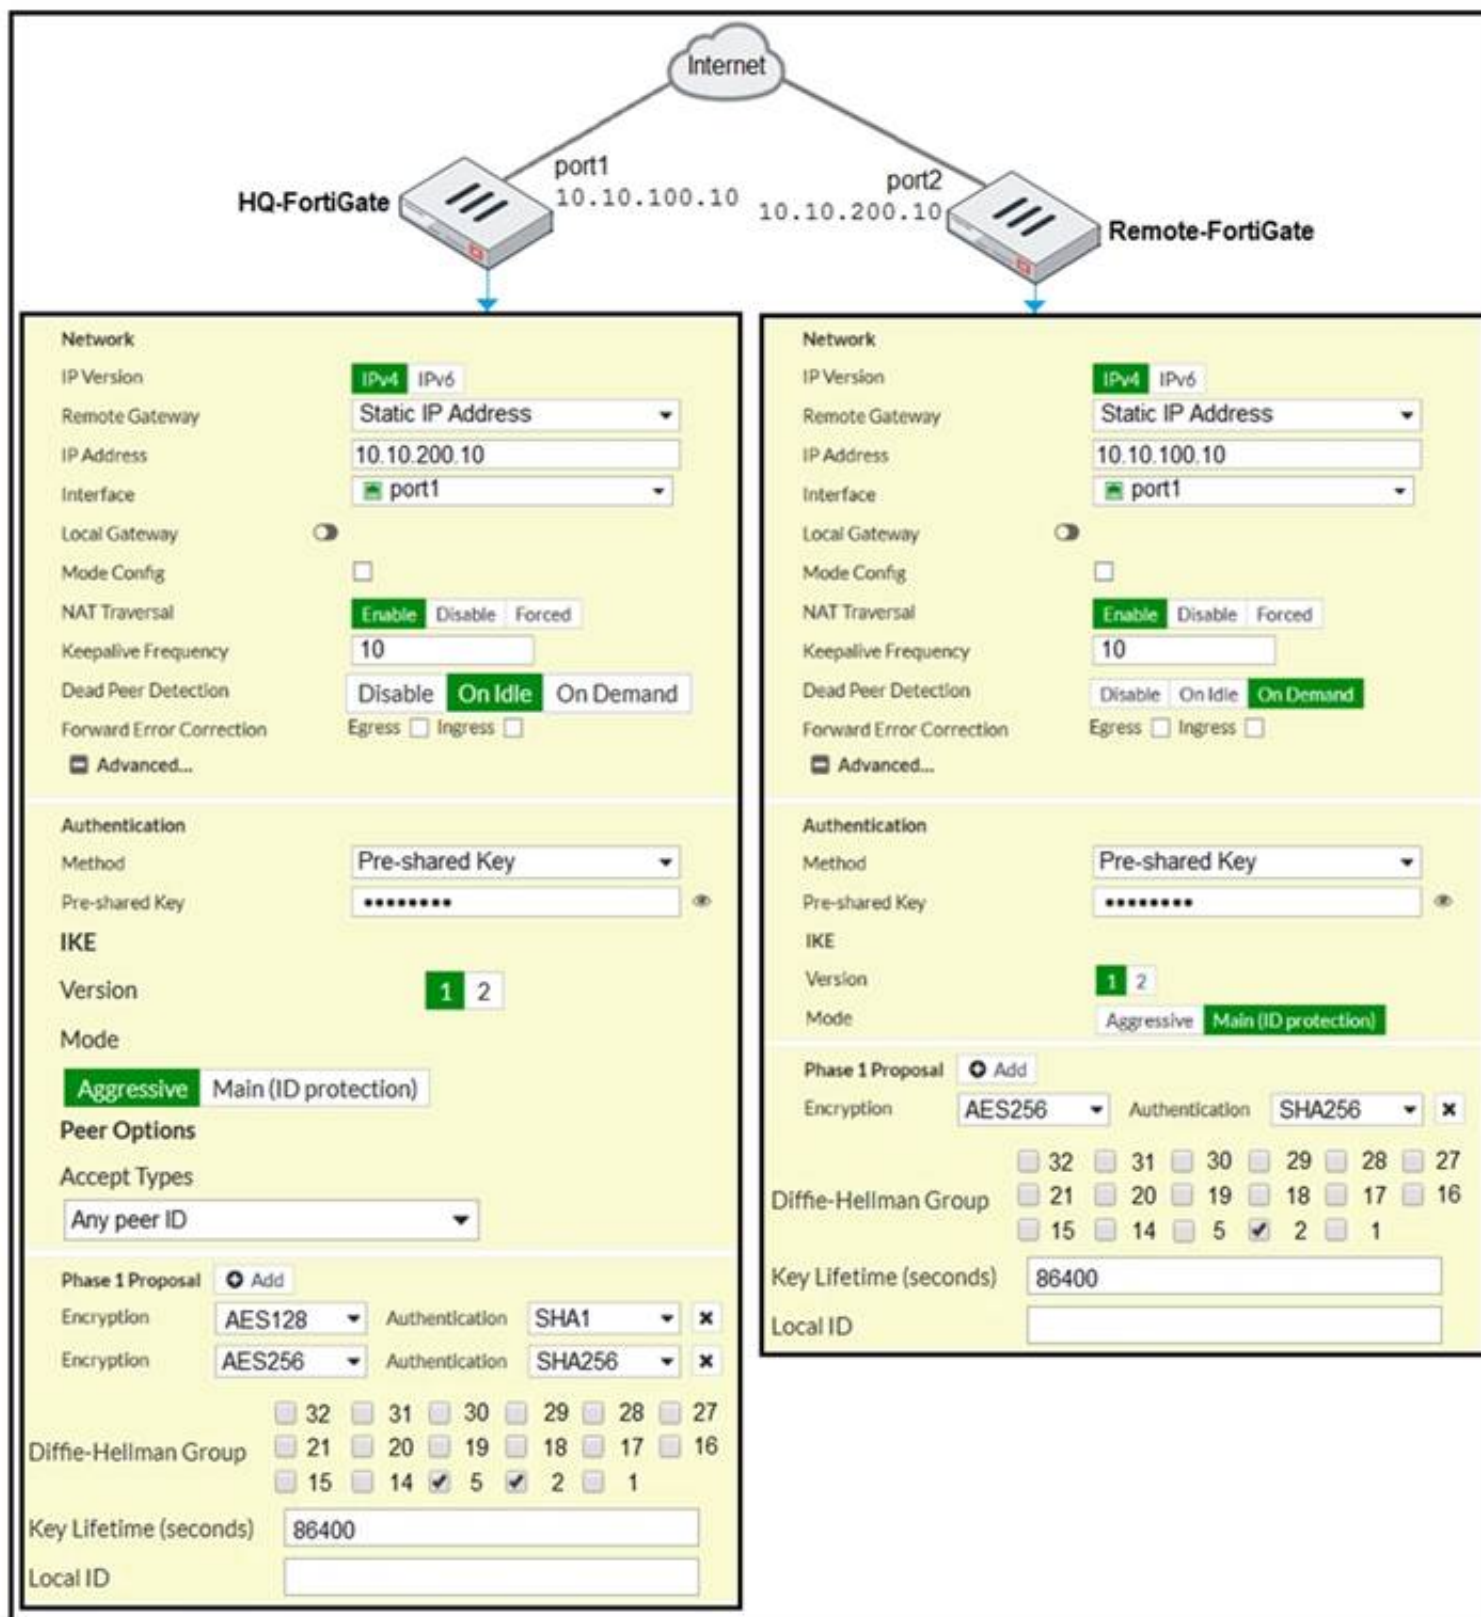 Internet
port1
10.10.100.10
HQ-FortiGate
port2
10.10.200.10
Remote-FortiGate
Network
IP Version IPv4 IPv6
Remote Gateway Static IP Address
IP Address 10.10.200.10
Interface port1
Local Gateway
Mode Config
NAT Traversal Enable Disable Forced
Keepalive Frequency 10
Dead Peer Detection Disable On Idle On Demand
Forward Error Correction Egress Ingress
Advanced...
Authentication
Method Pre-shared Key
Pre-shared Key ••••••••
IKE
Version 1 2
Mode
Aggressive Main (ID protection)
Peer Options
Accept Types
Any peer ID
Phase 1 Proposal Add
Encryption AES128 Authentication SHA1
Encryption AES256 Authentication SHA256
32 31 30 29 28 27
Diffie-Hellman Group 21 20 19 18 17 16
15 14 5 2 1
Key Lifetime (seconds) 86400
Local ID
Network
IP Version IPv4 IPv6
Remote Gateway Static IP Address
IP Address 10.10.100.10
Interface port1
Local Gateway
Mode Config
NAT Traversal Enable Disable Forced
Keepalive Frequency 10
Dead Peer Detection Disable On Idle On Demand
Forward Error Correction Egress Ingress
Advanced...
Authentication
Method Pre-shared Key
Pre-shared Key ••••••••
IKE
Version 1 2
Mode Aggressive Main (ID protection)
Phase 1 Proposal Add
Encryption AES256 Authentication SHA256
32 31 30 29 28 27
Diffie-Hellman Group 21 20 19 18 17 16
15 14 5 2 1
Key Lifetime (seconds) 86400
Local ID